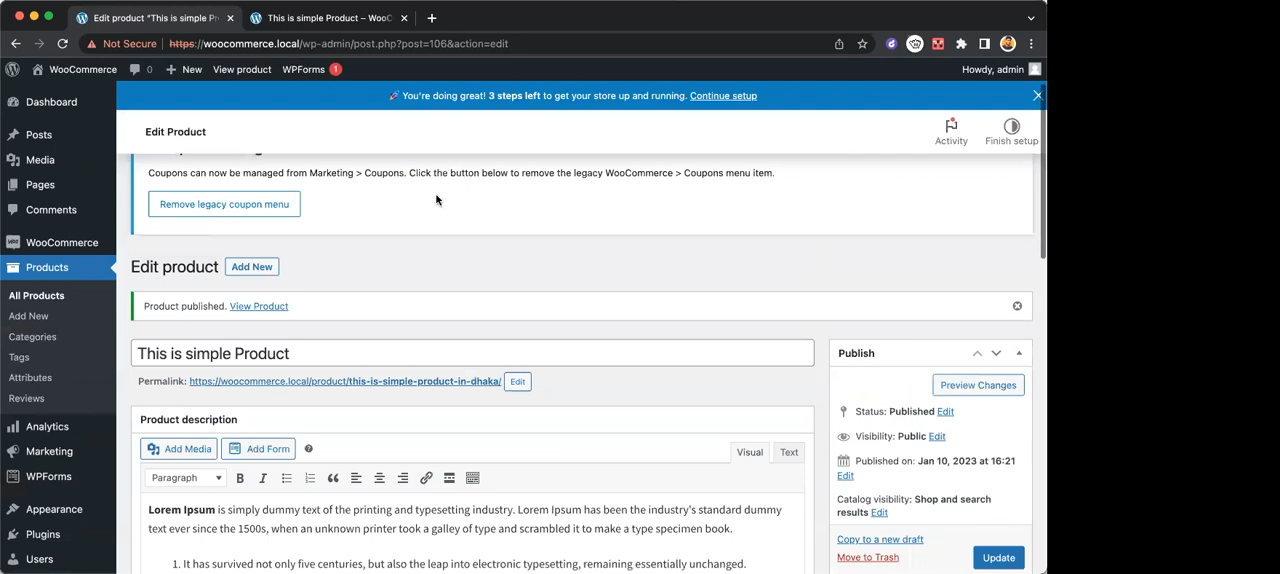 Edit product "This is simple Pr
This is simple Product – WooC
Not Secure
https://woocommerce.local/wp-admin/post.php?post=106&action=edit
WooCommerce
0
New
View product
WPForms 1
Howdy, admin
🚀 You're doing great! 3 steps left to get your store up and running. Continue setup
Dashboard
Posts
Media
Pages
Comments
WooCommerce
Products
All Products
Add New
Categories
Tags
Attributes
Reviews
Analytics
Marketing
WPForms
Appearance
Plugins
Users
Edit Product
Activity
Finish setup
Coupons can now be managed from Marketing > Coupons. Click the button below to remove the legacy WooCommerce > Coupons menu item.
Remove legacy coupon menu
Edit product
Add New
Product published. View Product
This is simple Product
Permalink: https://woocommerce.local/product/this-is-simple-product-in-dhaka/ Edit
Product description
Add Media
Add Form
Visual
Text
Paragraph
Lorem Ipsum is simply dummy text of the printing and typesetting industry. Lorem Ipsum has been the industry's standard dummy
text ever since the 1500s, when an unknown printer took a galley of type and scrambled it to make a type specimen book.
1. It has survived not only five centuries, but also the leap into electronic typesetting, remaining essentially unchanged.
Publish
Preview Changes
Status: Published Edit
Visibility: Public Edit
Published on: Jan 10, 2023 at 16:21
Edit
Catalog visibility: Shop and search
results Edit
Copy to a new draft
Move to Trash
Update